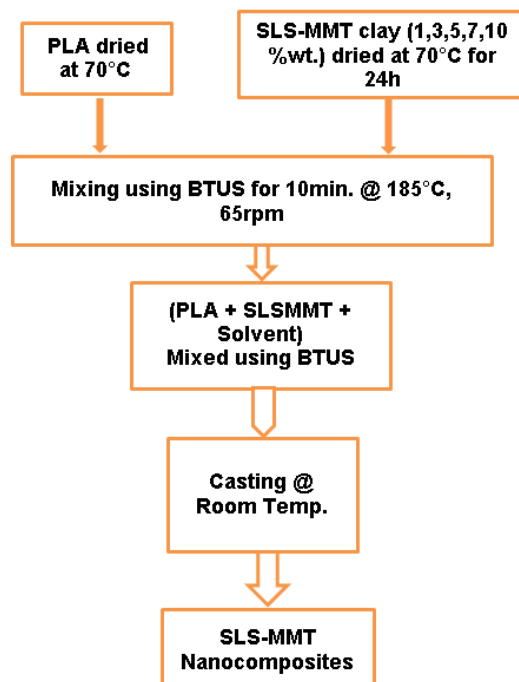 PLA dried
at 70°C
SLS-MMT clay (1,3,5,7,10
%wt.) dried at 70°C for
24h
Mixing using BTUS for 10min. @ 185°C,
65rpm
(PLA + SLSMMT +
Solvent)
Mixed using BTUS
Casting @
Room Temp.
SLS-MMT
Nanocomposites